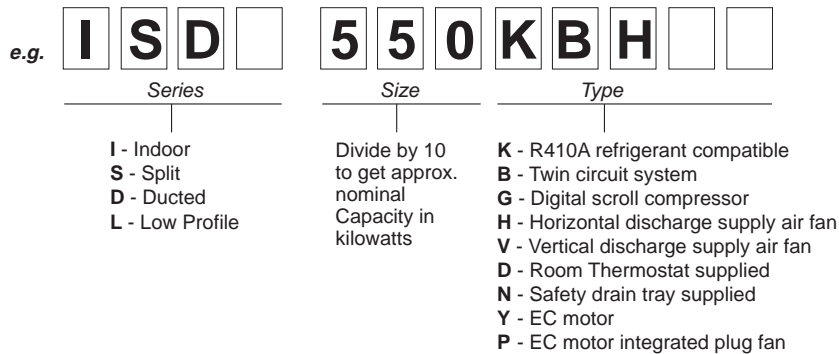 e.g. I S D 5 5 0 K B H
Series Size Type
I - Indoor
S - Split
D - Ducted
L - Low Profile
Divide by 10
to get approx.
nominal
Capacity in
kilowatts
K - R410A refrigerant compatible
B - Twin circuit system
G - Digital scroll compressor
H - Horizontal discharge supply air fan
V - Vertical discharge supply air fan
D - Room Thermostat supplied
N - Safety drain tray supplied
Y - EC motor
P - EC motor integrated plug fan